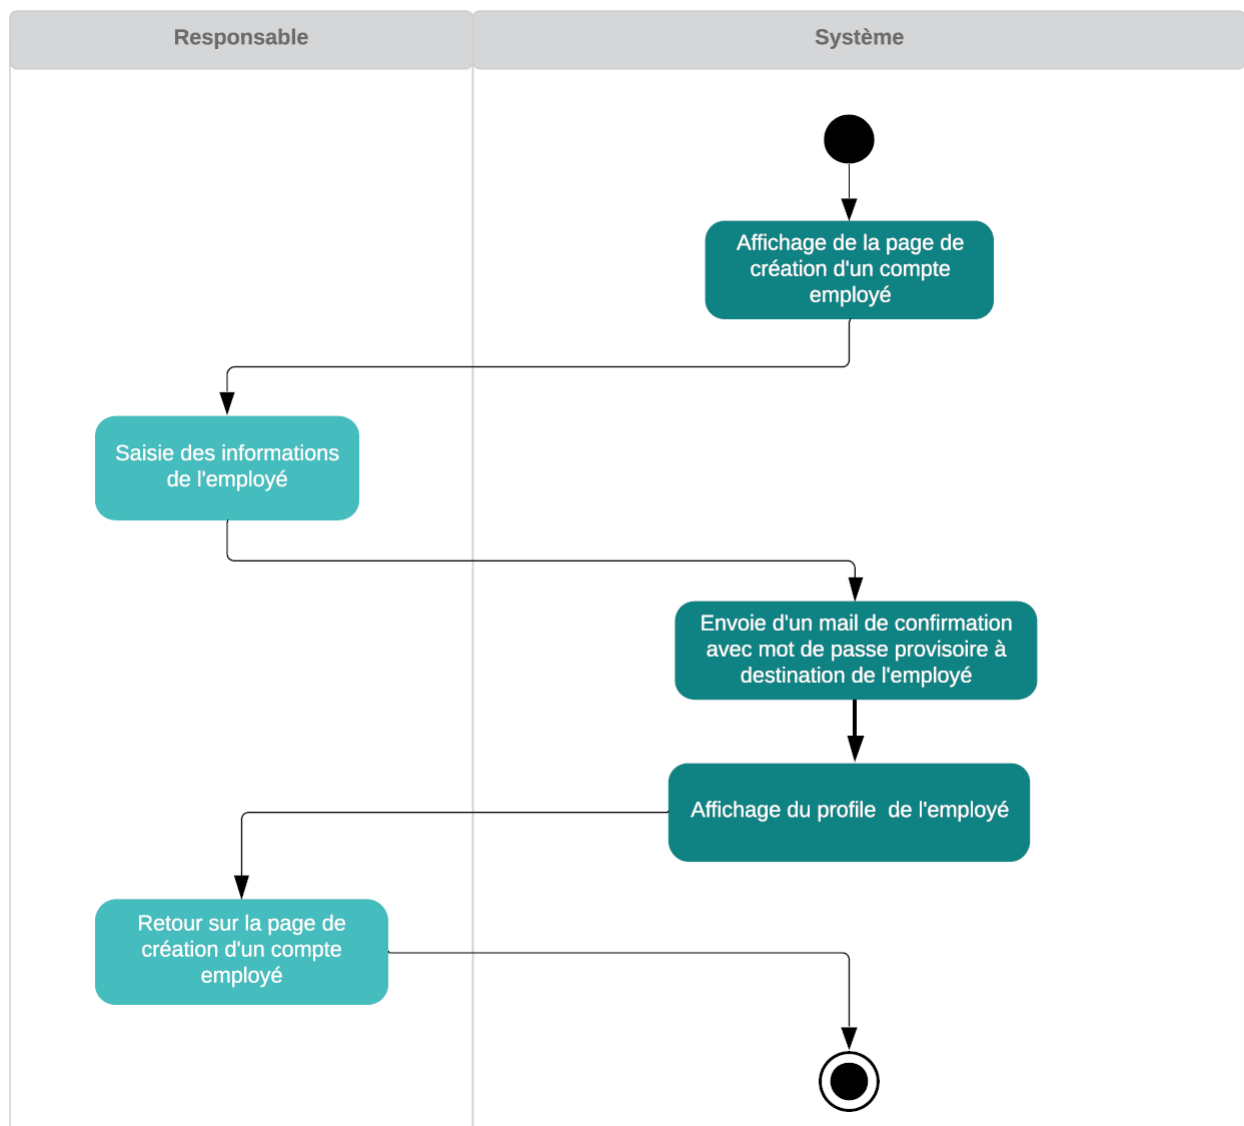 Responsable
Système
Affichage de la page de
création d'un compte
employé
Saisie des informations
de l'employé
Envoie d'un mail de confirmation
avec mot de passe provisoire à
destination de l'employé
Affichage du profile  de l'employé
Retour sur la page de
création d'un compte
employé